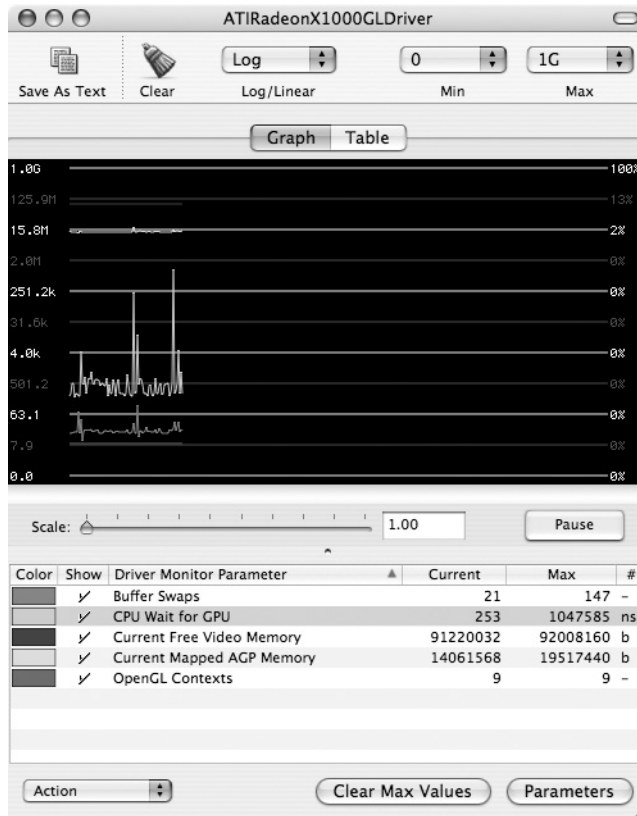 ATIRadeonX1000GLDriver
Log 0 1G
Save As Text Clear Log/Linear Min Max
Graph Table
1.0G 100%
125.9M 13%
15.8M 2%
2.0M 0%
251.2k 0%
31.6k 0%
4.0k 0%
501.2 0%
63.1 0%
7.9 0%
0.0 0%
Scale: 1.00 Pause
Color Show Driver Monitor Parameter Current Max #
Buffer Swaps 21 147 -
CPU Wait for GPU 253 1047585 ns
Current Free Video Memory 91220032 92008160 b
Current Mapped AGP Memory 14061568 19517440 b
OpenGL Contexts 9 9 -
Action Clear Max Values Parameters